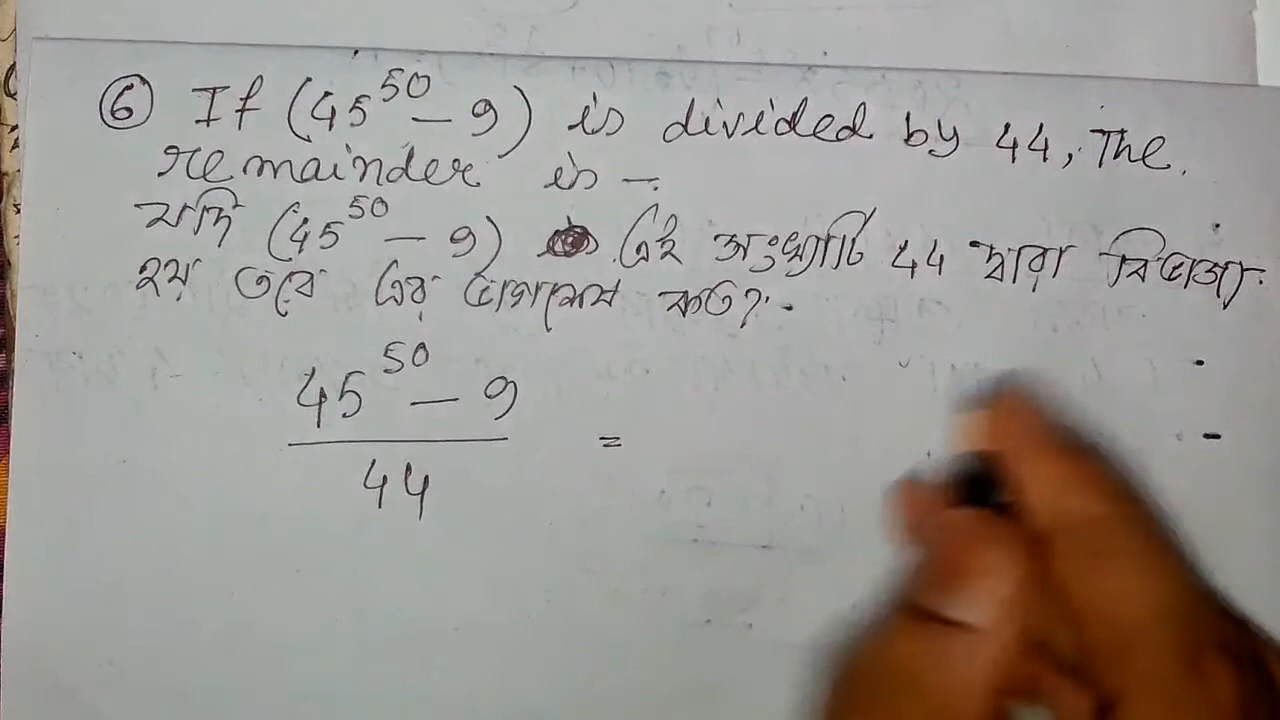 ⑥ If (45^50 - 9) is divided by 44, The
remainder is -.
যদি (45^50 - 9) এই সংখ্যাটি 44 দ্বারা বিভাজ্য
হয় তবে এর ভাগশেষ কত?
45^50 - 9
=
44